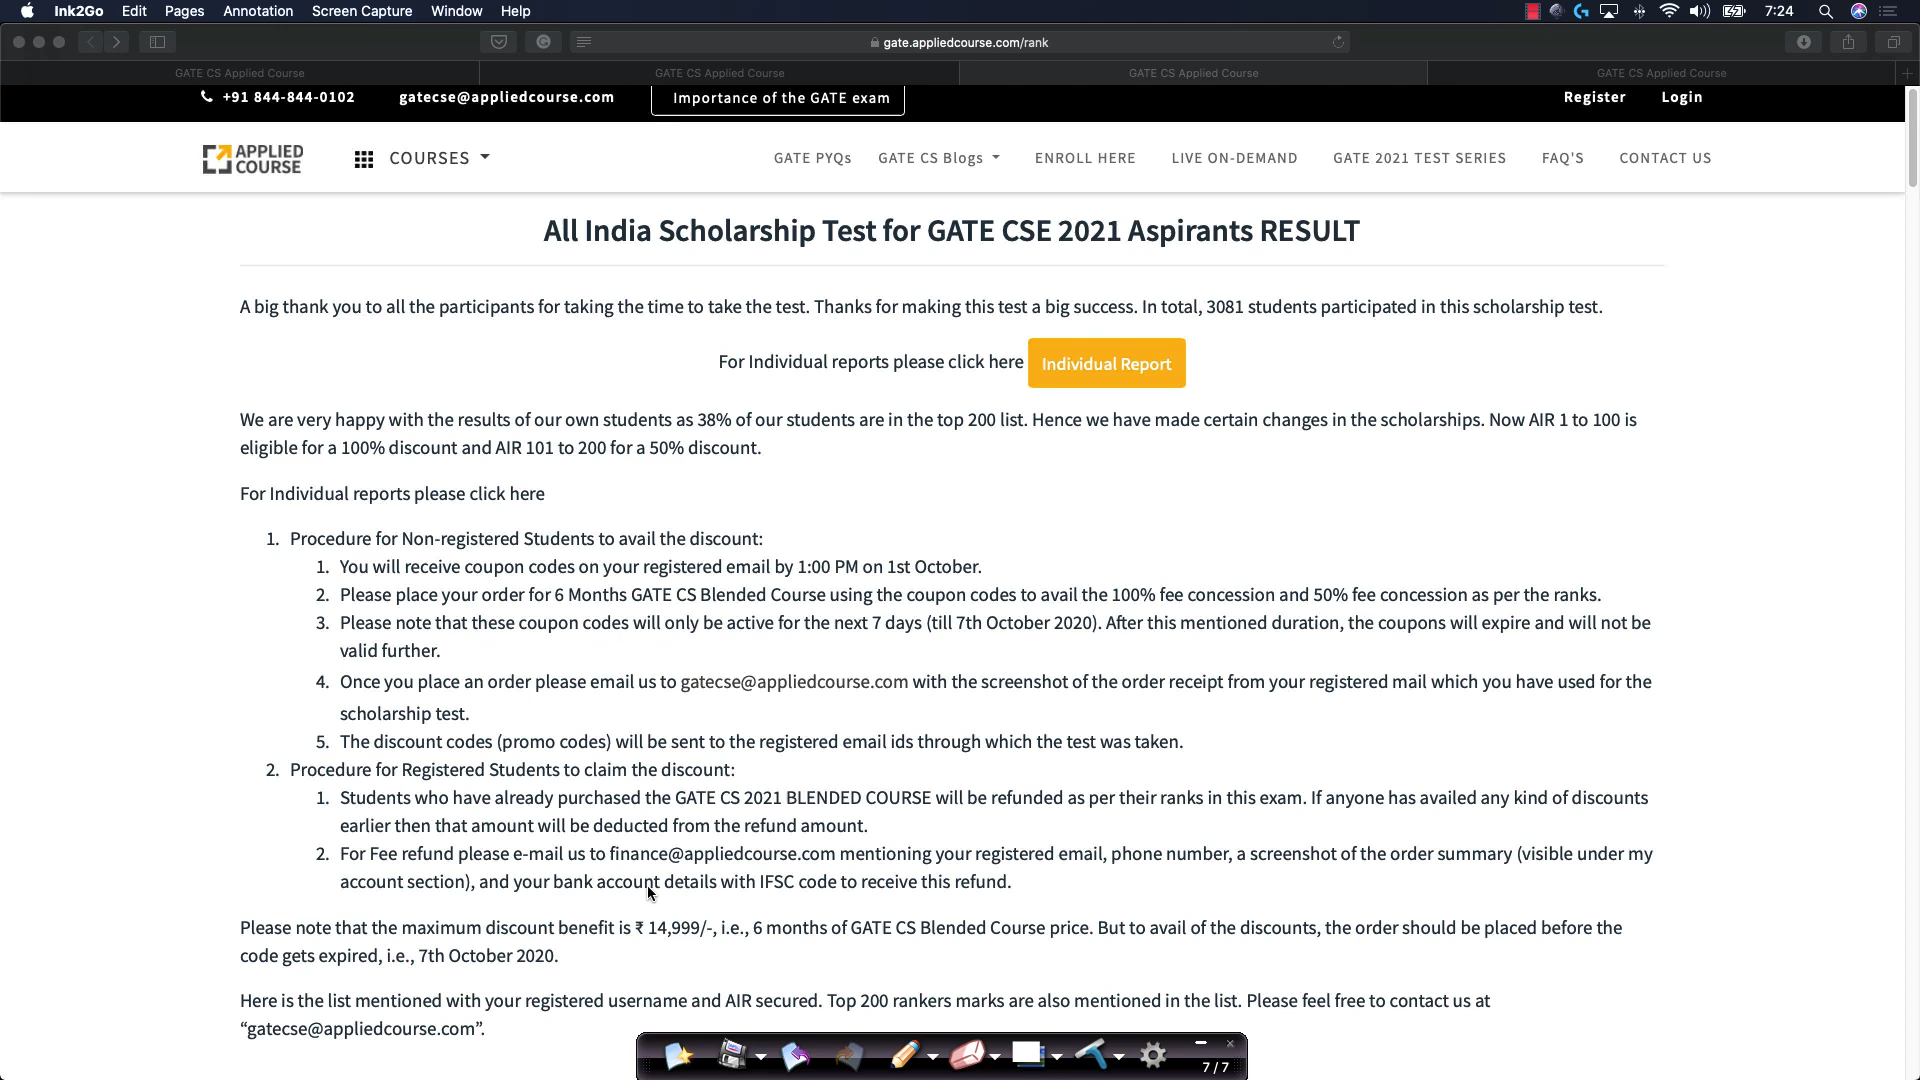 Ink2Go Edit Pages Annotation Screen Capture Window Help 7:24
gate.appliedcourse.com/rank
GATE CS Applied Course GATE CS Applied Course GATE CS Applied Course GATE CS Applied Course
+91 844-844-0102 gatecse@appliedcourse.com Importance of the GATE exam Register Login
APPLIED COURSE COURSES GATE PYQs GATE CS Blogs ENROLL HERE LIVE ON-DEMAND GATE 2021 TEST SERIES FAQ'S CONTACT US
All India Scholarship Test for GATE CSE 2021 Aspirants RESULT
A big thank you to all the participants for taking the time to take the test. Thanks for making this test a big success. In total, 3081 students participated in this scholarship test.
For Individual reports please click here Individual Report
We are very happy with the results of our own students as 38% of our students are in the top 200 list. Hence we have made certain changes in the scholarships. Now AIR 1 to 100 is
eligible for a 100% discount and AIR 101 to 200 for a 50% discount.
For Individual reports please click here
1. Procedure for Non-registered Students to avail the discount:
1. You will receive coupon codes on your registered email by 1:00 PM on 1st October.
2. Please place your order for 6 Months GATE CS Blended Course using the coupon codes to avail the 100% fee concession and 50% fee concession as per the ranks.
3. Please note that these coupon codes will only be active for the next 7 days (till 7th October 2020). After this mentioned duration, the coupons will expire and will not be
valid further.
4. Once you place an order please email us to gatecse@appliedcourse.com with the screenshot of the order receipt from your registered mail which you have used for the
scholarship test.
5. The discount codes (promo codes) will be sent to the registered email ids through which the test was taken.
2. Procedure for Registered Students to claim the discount:
1. Students who have already purchased the GATE CS 2021 BLENDED COURSE will be refunded as per their ranks in this exam. If anyone has availed any kind of discounts
earlier then that amount will be deducted from the refund amount.
2. For Fee refund please e-mail us to finance@appliedcourse.com mentioning your registered email, phone number, a screenshot of the order summary (visible under my
account section), and your bank account details with IFSC code to receive this refund.
Please note that the maximum discount benefit is ₹ 14,999/-, i.e., 6 months of GATE CS Blended Course price. But to avail of the discounts, the order should be placed before the
code gets expired, i.e., 7th October 2020.
Here is the list mentioned with your registered username and AIR secured. Top 200 rankers marks are also mentioned in the list. Please feel free to contact us at
“gatecse@appliedcourse.com”.
7 / 7